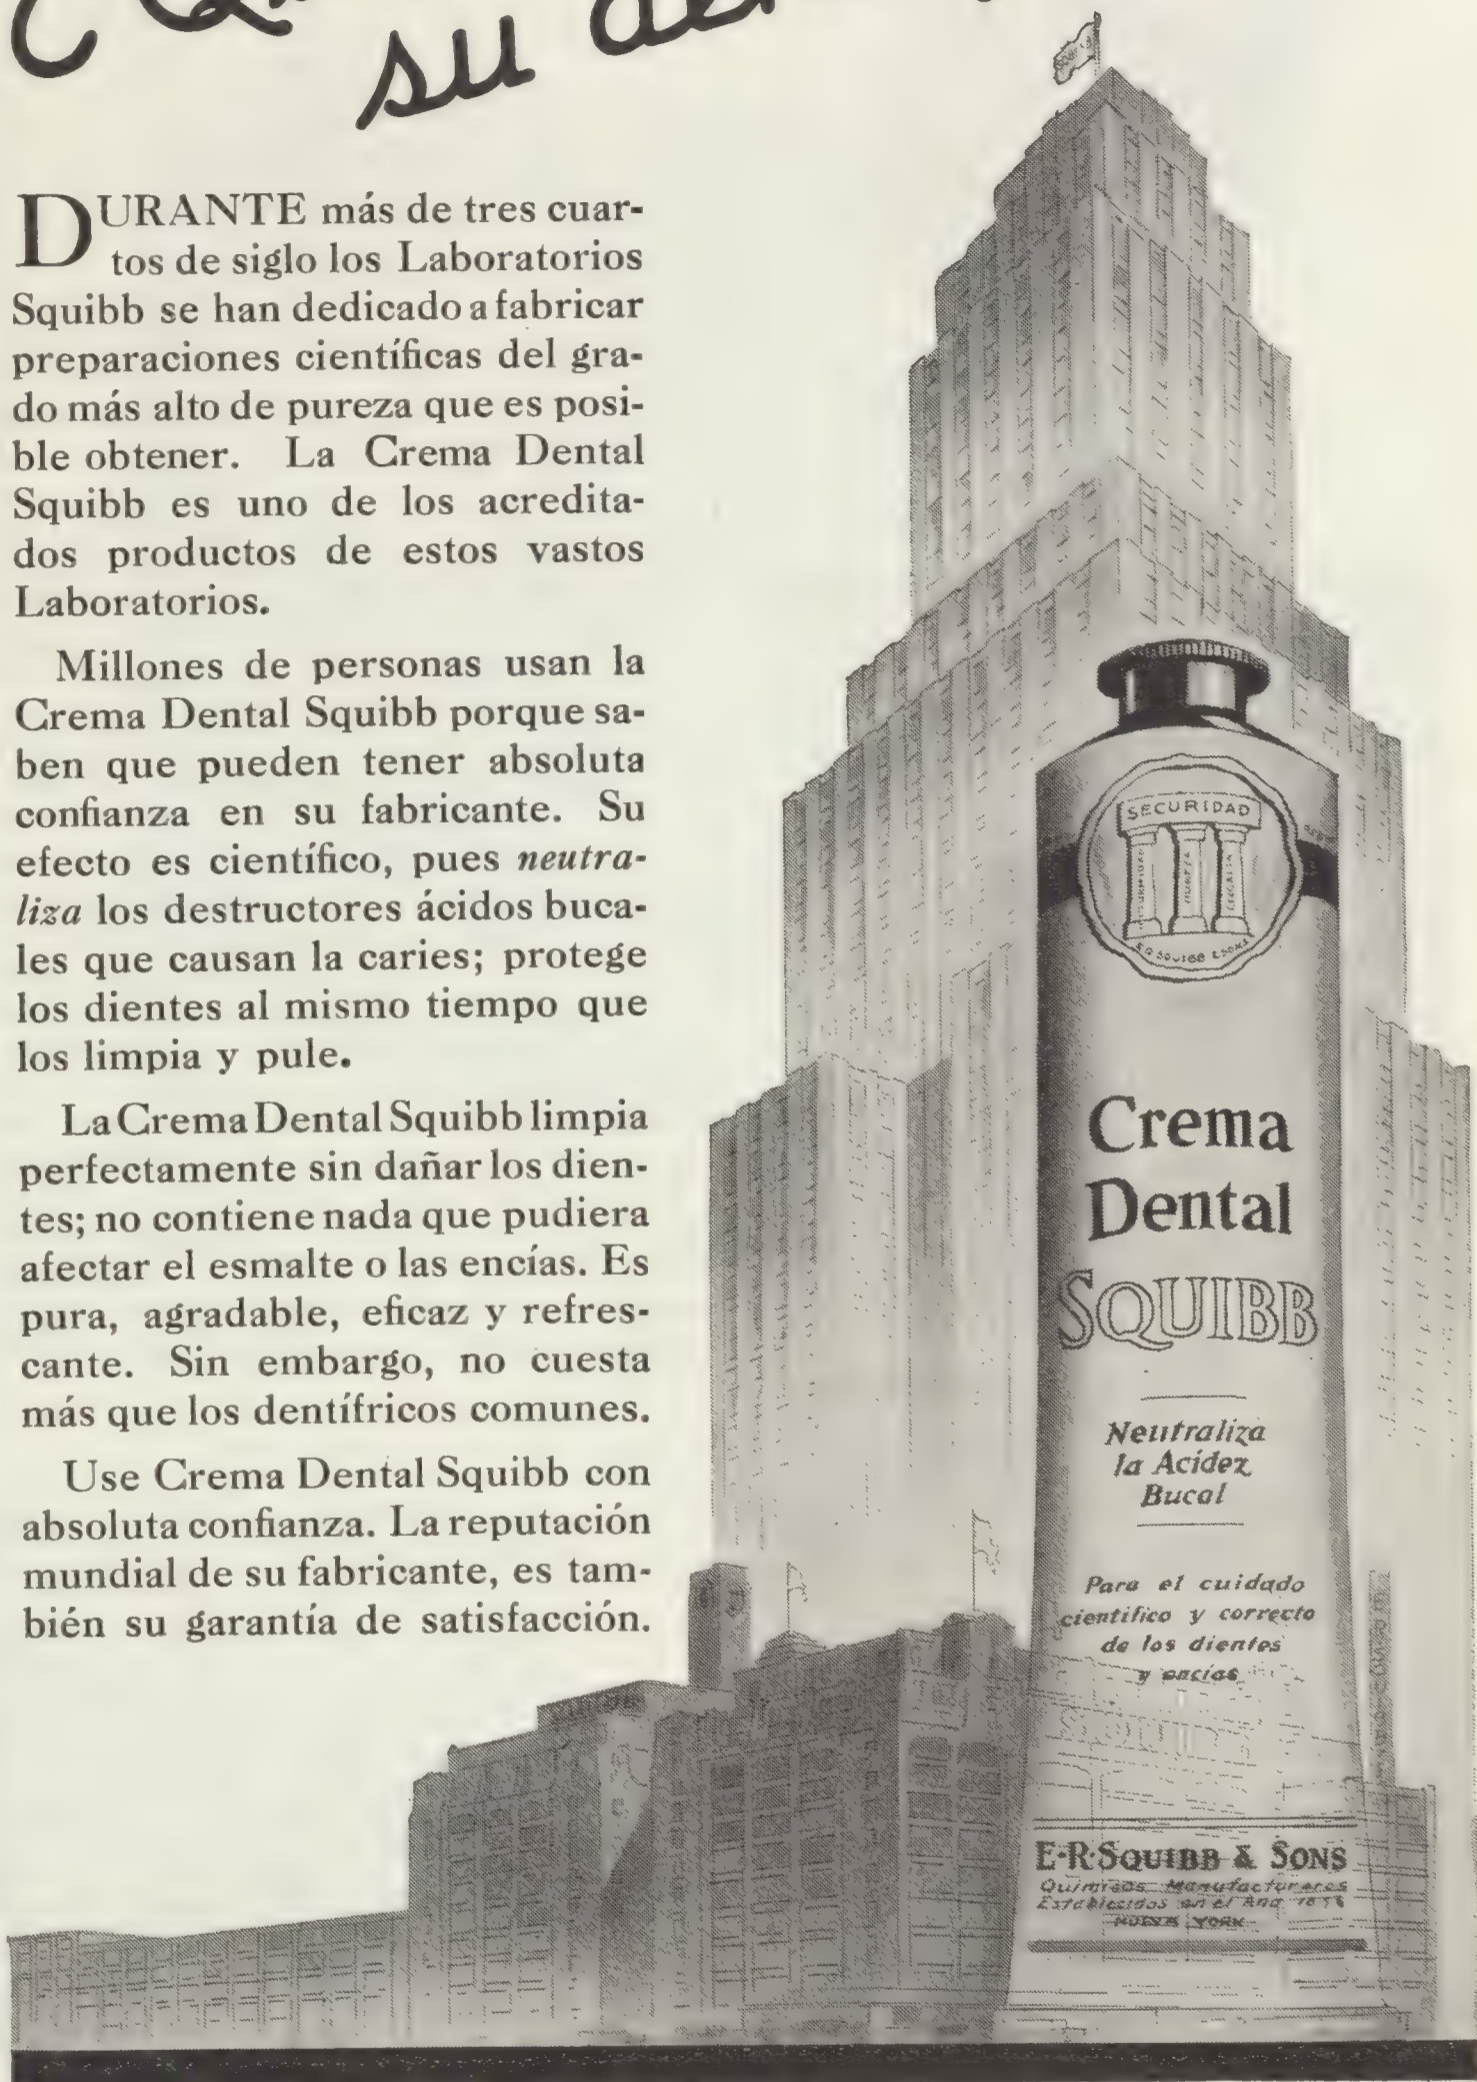 su
DURANTE más de tres cuar-
tos de siglo los Laboratorios
Squibb se han dedicado a fabricar
preparaciones científicas del gra-
do más alto de pureza que es posi-
ble obtener. La Crema Dental
Squibb es uno de los acredita-
dos productos de estos vastos
Laboratorios.
Millones de personas usan la
Crema Dental Squibb porque sa-
ben que pueden tener absoluta
confianza en su fabricante. Su
efecto es científico, pues neutra-
liza los destructores ácidos buca-
les que causan la caries; protege
los dientes al mismo tiempo que
los limpia y pule.
La Crema Dental Squibb limpia
perfectamente sin dañar los dien-
tes; no contiene nada que pudiera
afectar el esmalte o las encías. Es
pura, agradable, eficaz y refres-
cante. Sin embargo, no cuesta
más que los dentífricos comunes.
Use Crema Dental Squibb con
absoluta confianza. La reputación
mundial de su fabricante, es tam-
bién su garantía de satisfacción.
SECURIDAD
Crema
Dental
SQUIBB
Neutraliza
la Acidez
Bucal
Para el cuidado
científico y correcto
de los dientes
y encías
E·R·SQUIBB & SONS
Químicos Manufactureros
Establecidos en el Año
NUEVA YORK